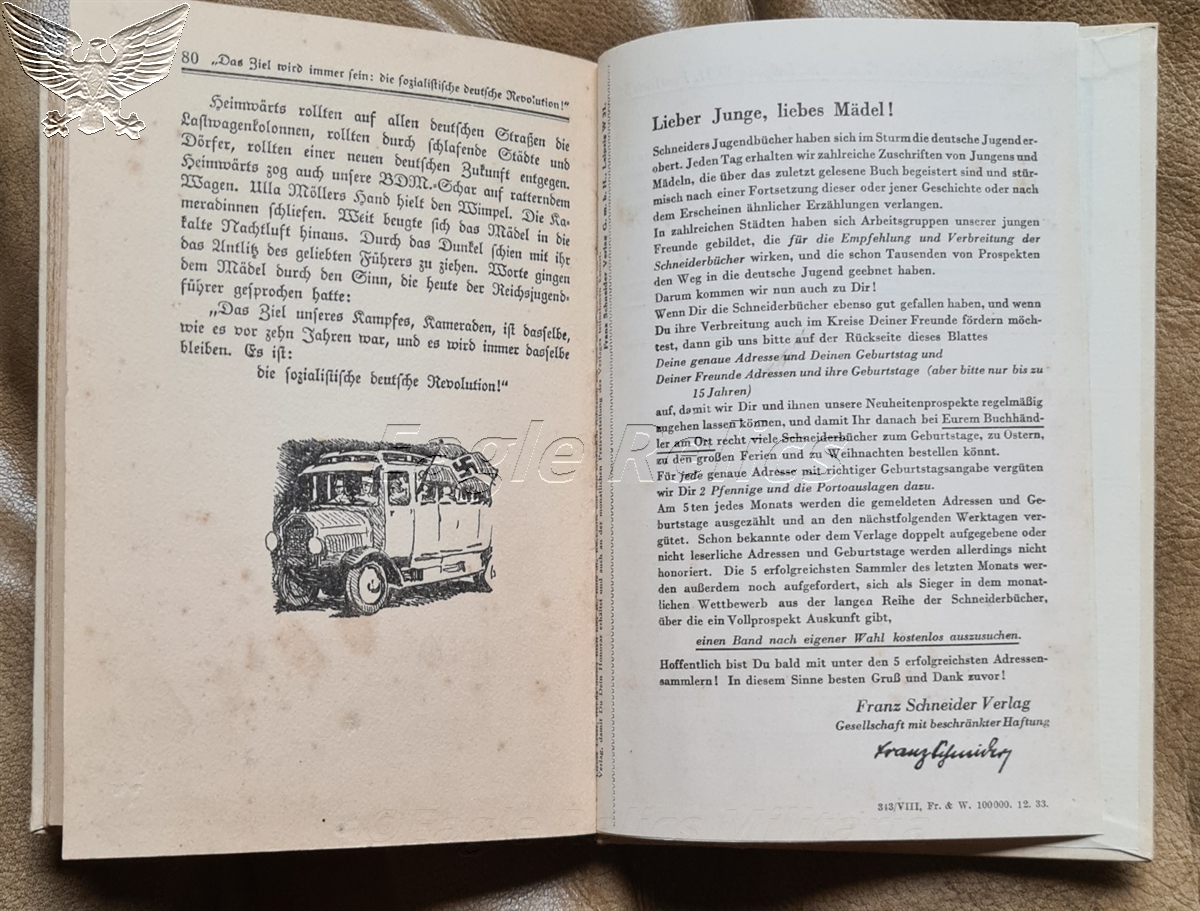 80 „Das Ziel wird immer sein: die sozialistische deutsche Revolution!“
Heimwärts rollten auf allen deutschen Straßen die
Lastwagenkolonnen, rollten durch schlafende Städte und
Dörfer, rollten einer neuen deutschen Zukunft entgegen.
Heimwärts zog auch unsere BDM.-Schar auf ratterndem
Wagen. Ulla Möllers Hand hielt den Wimpel. Die Ka-
meradinnen schliefen. Weit beugte sich das Mädel in die
kalte Nachtluft hinaus. Durch das Dunkel schien mit ihr
das Antlitz des geliebten Führers zu ziehen. Worte gingen
dem Mädel durch den Sinn, die heute der Reichsjugend-
führer gesprochen hatte:
„Das Ziel unseres Kampfes, Kameraden, ist dasselbe,
wie es vor zehn Jahren war, und es wird immer dasselbe
bleiben. Es ist:
die sozialistische deutsche Revolution!“
Lieber Junge, liebes Mädel!
Schneiders Jugendbücher haben sich im Sturm die deutsche Jugend er-
obert. Jeden Tag erhalten wir zahlreiche Zuschriften von Jungens und
Mädeln, die über das zuletzt gelesene Buch begeistert sind und stür-
misch nach einer Fortsetzung dieser oder jener Geschichte oder nach
dem Erscheinen ähnlicher Erzählungen verlangen.
In zahlreichen Städten haben sich Arbeitsgruppen unserer jungen
Freunde gebildet, die für die Empfehlung und Verbreitung der
Schneiderbücher wirken, und die schon Tausenden von Prospekten
den Weg in die deutsche Jugend geebnet haben.
Darum kommen wir nun auch zu Dir!
Wenn Dir die Schneiderbücher ebenso gut gefallen haben, und wenn
Du ihre Verbreitung auch im Kreise Deiner Freunde fördern möch-
test, dann gib uns bitte auf der Rückseite dieses Blattes
Deine genaue Adresse und Deinen Geburtstag und
Deiner Freunde Adressen und ihre Geburtstage (aber bitte nur bis zu
15 Jahren)
auf, damit wir Dir und ihnen unsere Neuheitenprospekte regelmäßig
zugehen lassen können, und damit Ihr danach bei Eurem Buchhänd-
ler am Ort recht viele Schneiderbücher zum Geburtstage, zu Ostern,
zu den großen Ferien und zu Weihnachten bestellen könnt.
Für jede genaue Adresse mit richtiger Geburtstagsangabe vergüten
wir Dir 2 Pfennige und die Portoauslagen dazu.
Am 5ten jedes Monats werden die gemeldeten Adressen und Ge-
burtstage ausgezählt und an den nächstfolgenden Werktagen ver-
gütet. Schon bekannte oder dem Verlage doppelt aufgegebene oder
nicht leserliche Adressen und Geburtstage werden allerdings nicht
honoriert. Die 5 erfolgreichsten Sammler des letzten Monats wer-
den außerdem noch aufgefordert, sich als Sieger in dem monat-
lichen Wettbewerb aus der langen Reihe der Schneiderbücher,
über die ein Vollprospekt Auskunft gibt,
einen Band nach eigener Wahl kostenlos auszusuchen.
Hoffentlich bist Du bald mit unter den 5 erfolgreichsten Adressen-
sammlern! In diesem Sinne besten Gruß und Dank zuvor!
Franz Schneider Verlag
Gesellschaft mit beschränkter Haftung
Franz Schneider
343/VIII, Fr. & W. 100000. 12. 33.
Eagle Relics